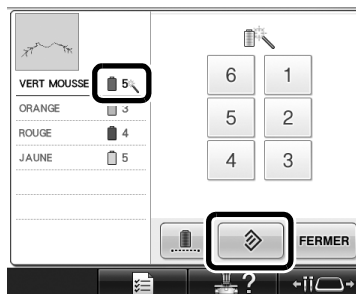 VERT MOUSSE 5
ORANGE 3
ROUGE 4
JAUNE 5
6 1
5 2
4 3
FERMER
?